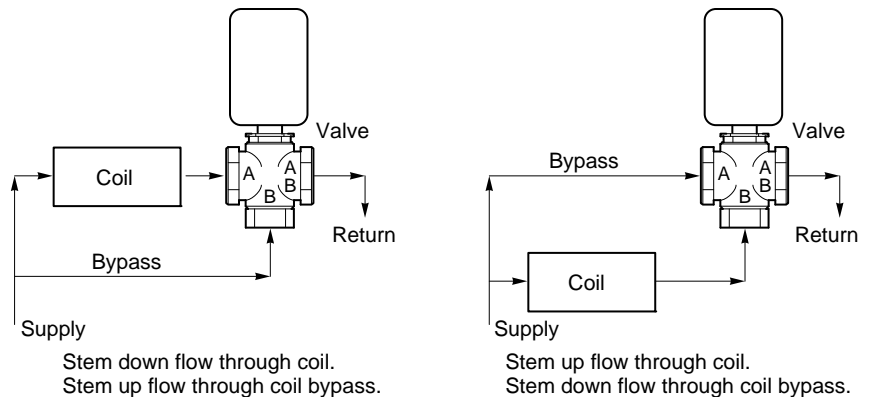 Valve
Coil
A
A
B
B
Bypass
Return
Supply
Stem down flow through coil.
Stem up flow through coil bypass.
Valve
Bypass
A
A
B
B
Return
Coil
Supply
Stem up flow through coil.
Stem down flow through coil bypass.